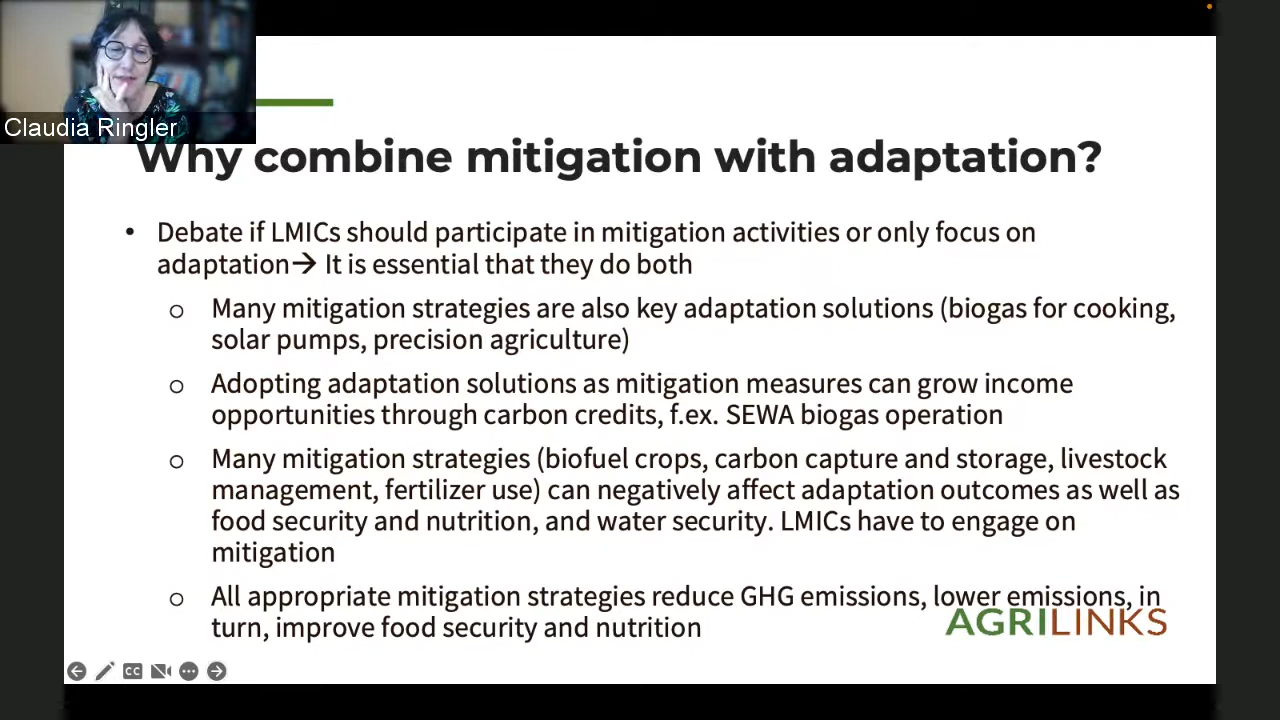 Claudia Ringler
Why combine mitigation with adaptation?
• Debate if LMICs should participate in mitigation activities or only focus on
adaptation→ It is essential that they do both
o Many mitigation strategies are also key adaptation solutions (biogas for cooking,
solar pumps, precision agriculture)
o Adopting adaptation solutions as mitigation measures can grow income
opportunities through carbon credits, f.ex. SEWA biogas operation
o Many mitigation strategies (biofuel crops, carbon capture and storage, livestock
management, fertilizer use) can negatively affect adaptation outcomes as well as
food security and nutrition, and water security. LMICs have to engage on
mitigation
o All appropriate mitigation strategies reduce GHG emissions, lower emissions, in
turn, improve food security and nutrition
AGRILINKS
CC